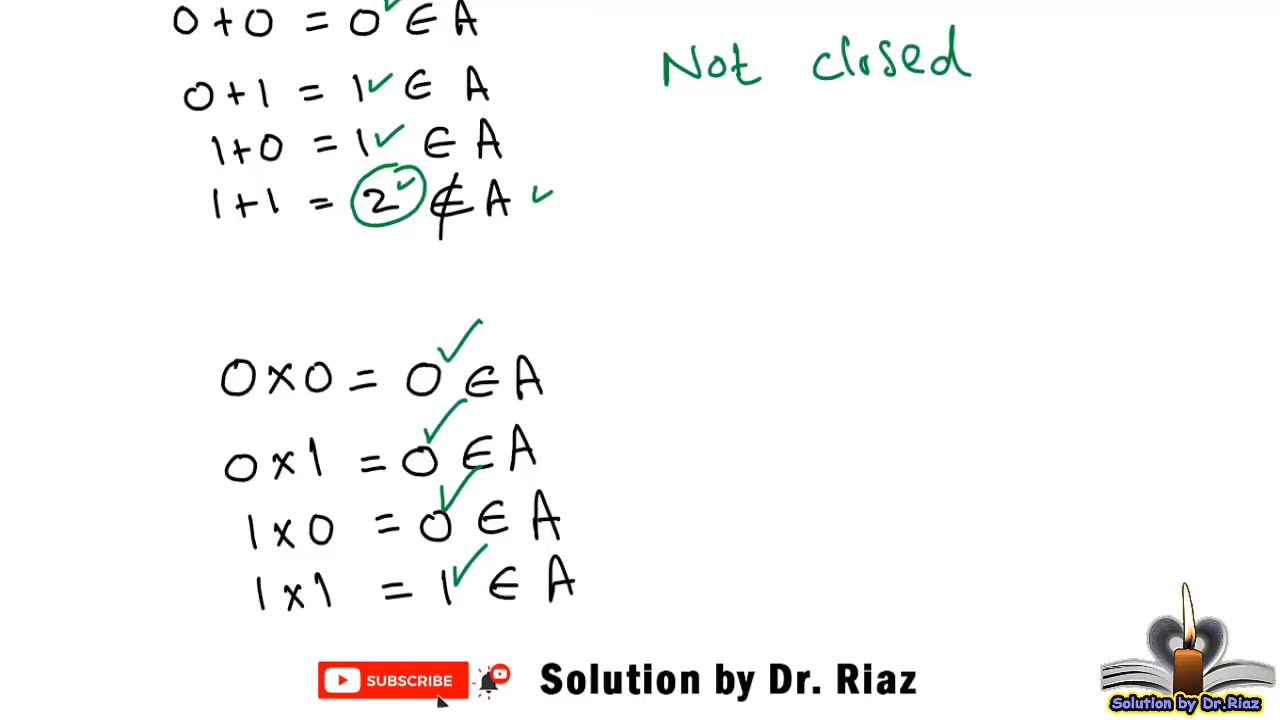 0 + 0 = 0 ∈ A
0 + 1 = 1 ∈ A
1 + 0 = 1 ∈ A
1 + 1 = 2 ∉ A
Not closed
0 × 0 = 0 ∈ A
0 × 1 = 0 ∈ A
1 × 0 = 0 ∈ A
1 × 1 = 1 ∈ A
SUBSCRIBE
Solution by Dr. Riaz
Solution by Dr.Riaz